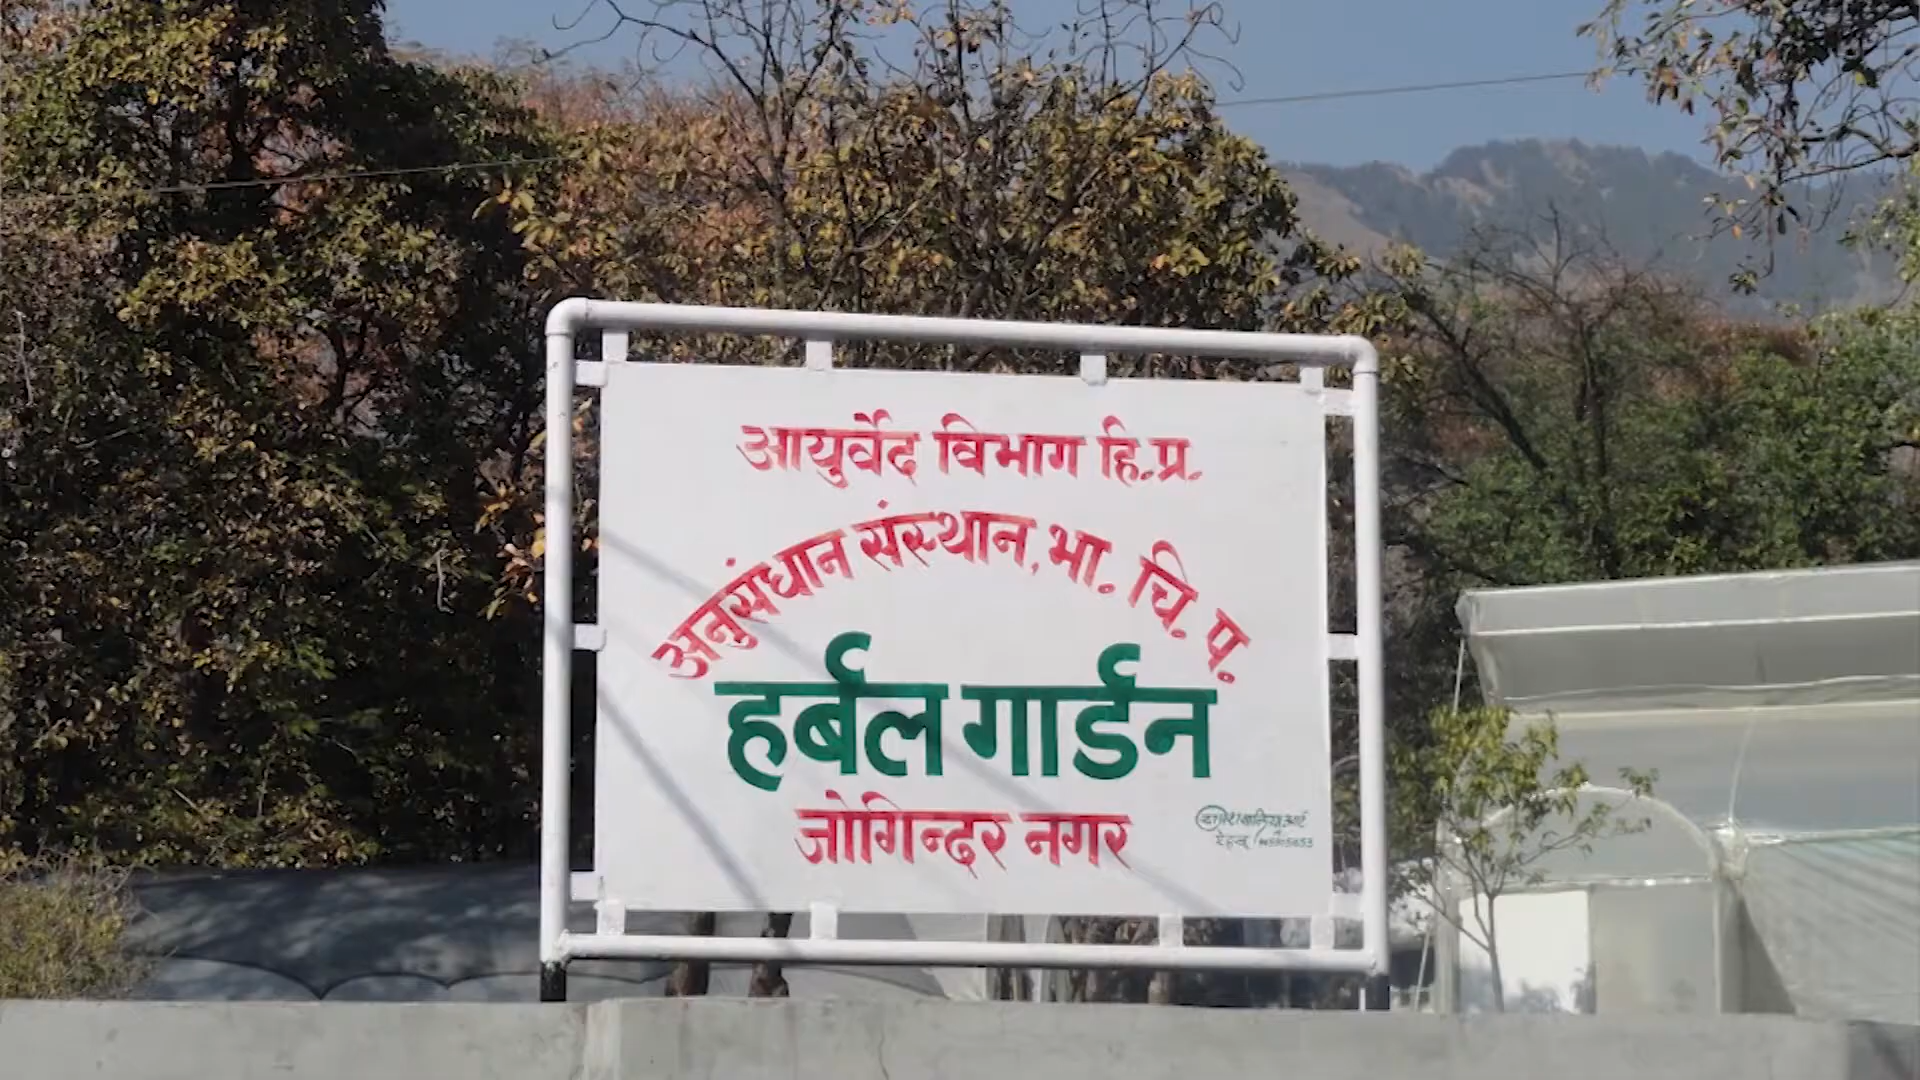 आयुर्वेद विभाग हि.प्र.
अनुसंधान संस्थान, भा. चि. प.
हर्बल गार्डन
जोगिन्दर नगर